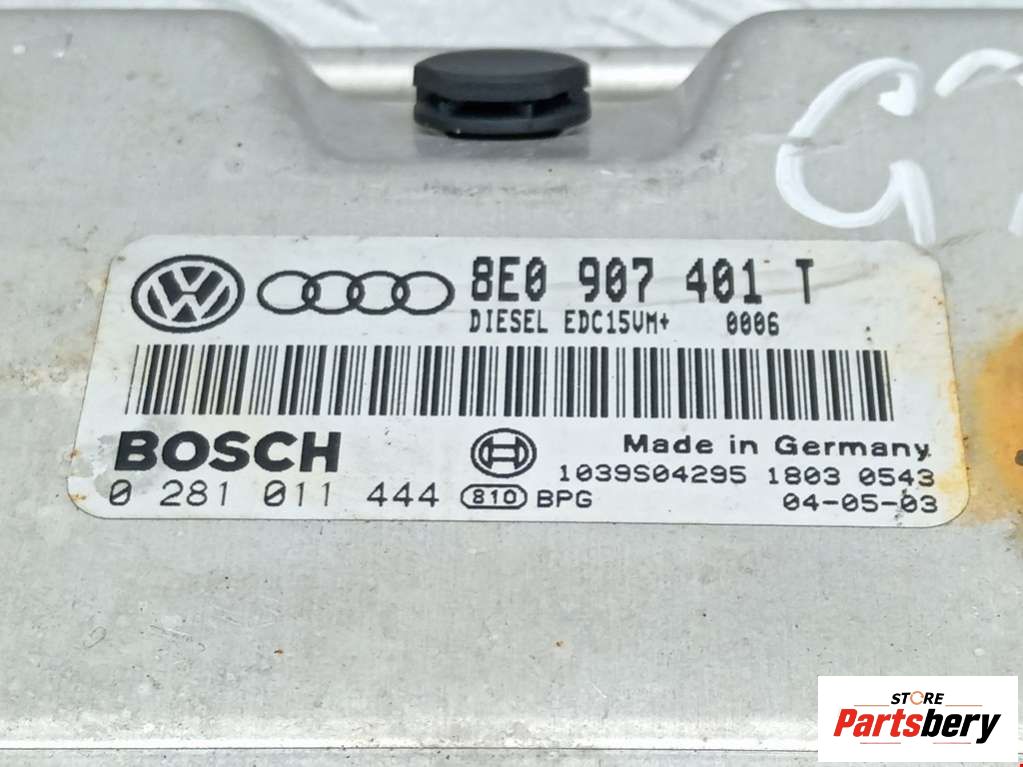 8E0 907 401 T
DIESEL EDC15VM+ 0006
BOSCH
Made in Germany
1039S04295 1803 0543
0 281 011 444 810 BPG 04-05-03
STORE
Partsbery